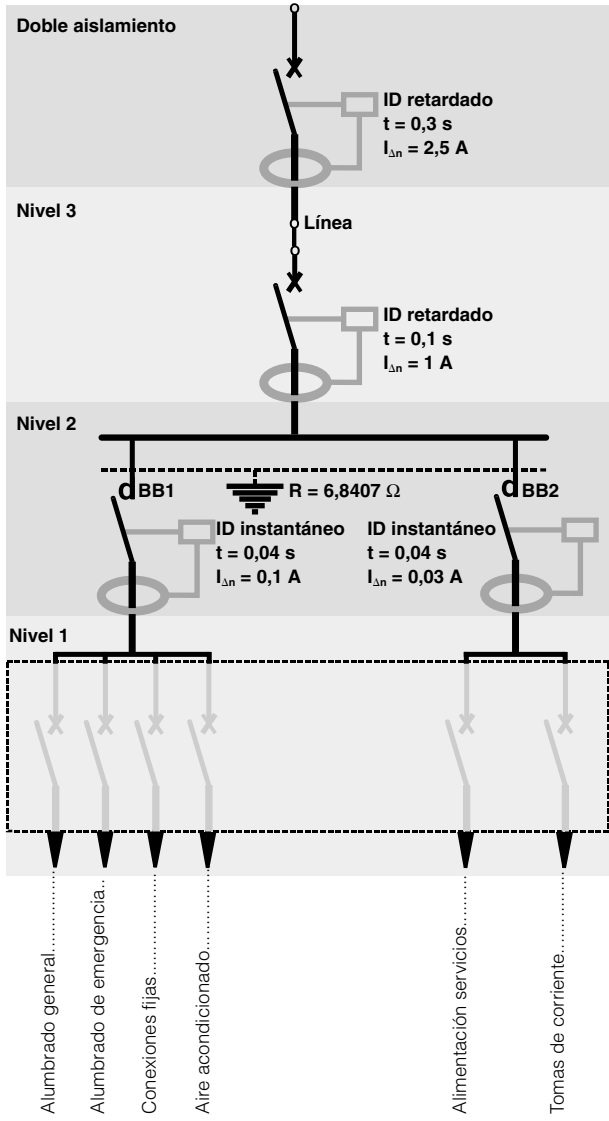 Doble aislamiento
ID retardado
t = 0,3 s
IΔn = 2,5 A
Nivel 3
Línea
ID retardado
t = 0,1 s
IΔn = 1 A
Nivel 2
BB1
R = 6,8407 Ω
BB2
ID instantáneo
t = 0,04 s
IΔn = 0,1 A
ID instantáneo
t = 0,04 s
IΔn = 0,03 A
Nivel 1
Alumbrado general
Alumbrado de emergencia
Conexiones fijas
Aire acondicionado
Alimentación servicios
Tomas de corriente